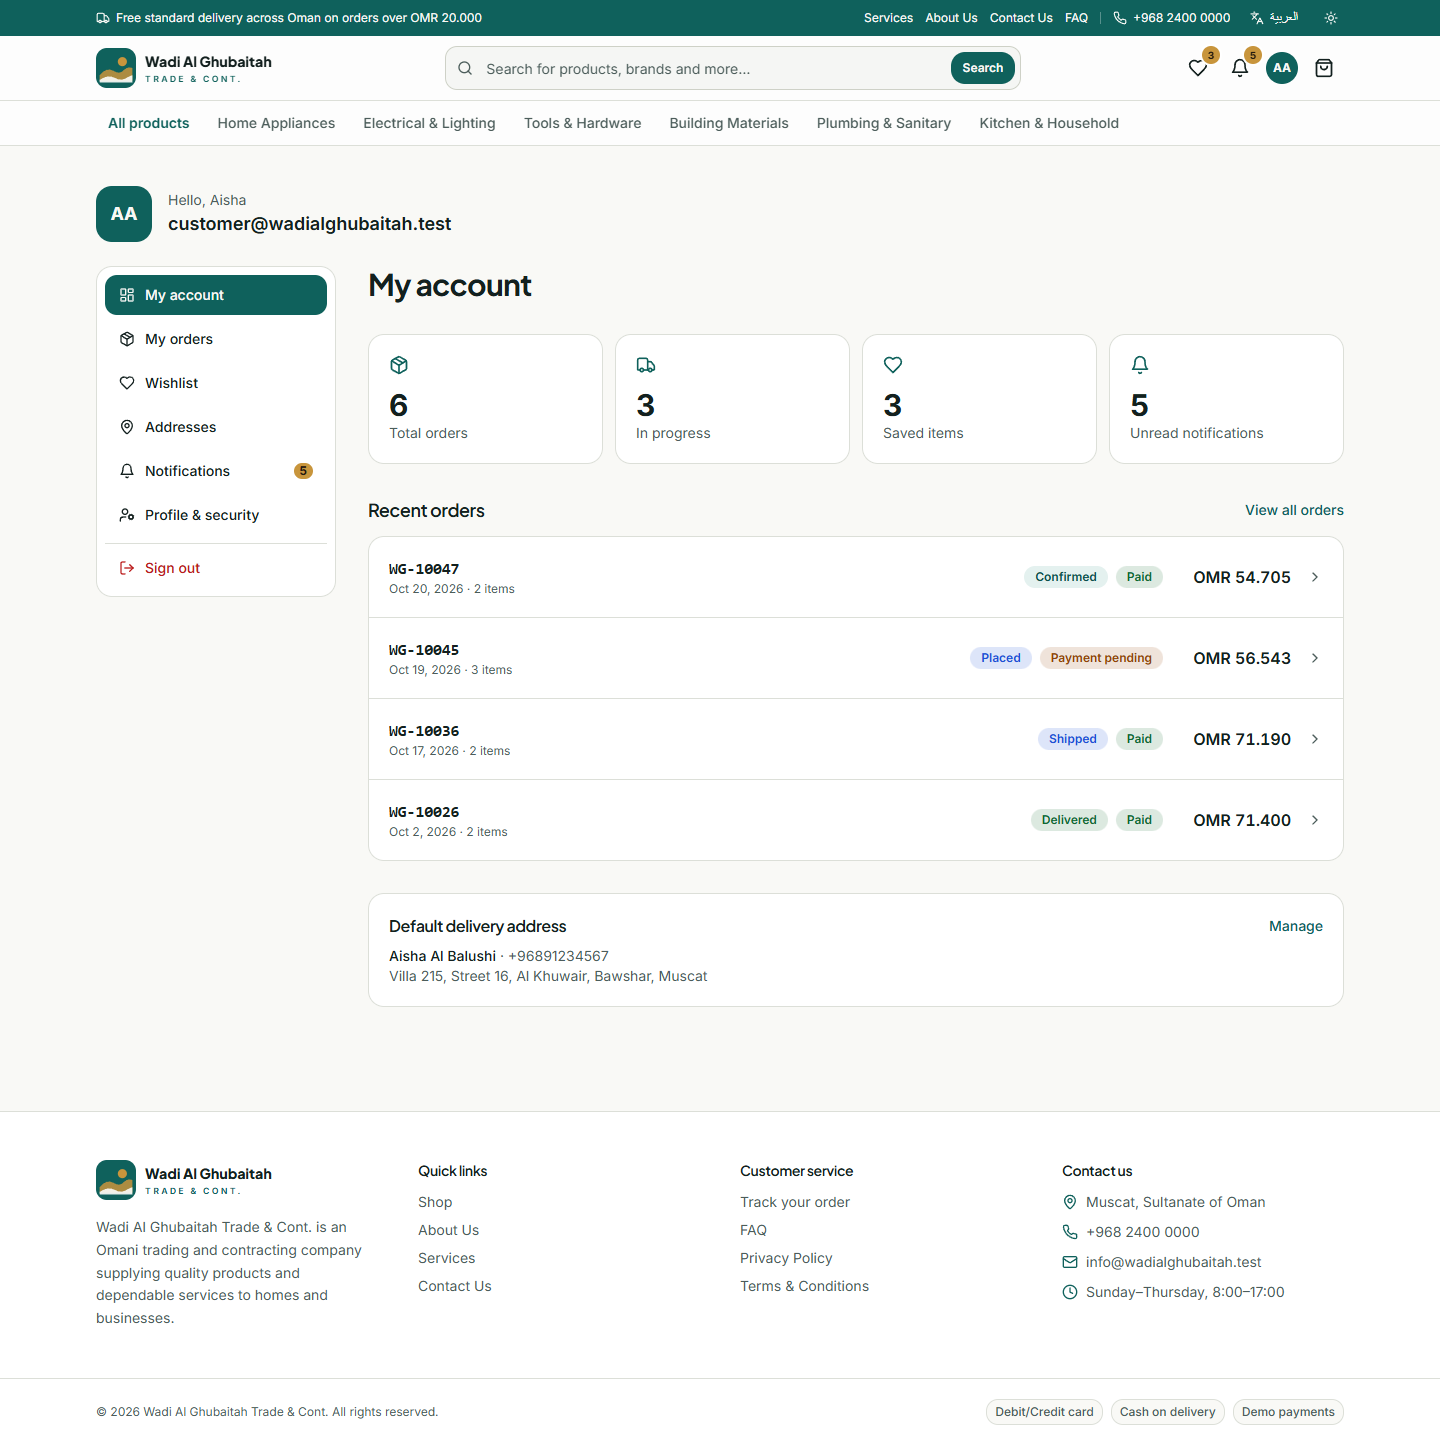 Free standard delivery across Oman on orders over OMR 20.000
Services About Us Contact Us FAQ +968 2400 0000 العربية
Wadi Al Ghubaitah
TRADE & CONT.
Search for products, brands and more...
Search
3
5
AA
All products Home Appliances Electrical & Lighting Tools & Hardware Building Materials Plumbing & Sanitary Kitchen & Household
AA
Hello, Aisha
customer@wadialghubaitah.test
My account
My orders
Wishlist
Addresses
Notifications 5
Profile & security
Sign out
My account
6
Total orders
3
In progress
3
Saved items
5
Unread notifications
Recent orders
View all orders
WG-10047
Oct 20, 2026 · 2 items
Confirmed Paid OMR 54.705
WG-10045
Oct 19, 2026 · 3 items
Placed Payment pending OMR 56.543
WG-10036
Oct 17, 2026 · 2 items
Shipped Paid OMR 71.190
WG-10026
Oct 2, 2026 · 2 items
Delivered Paid OMR 71.400
Default delivery address
Manage
Aisha Al Balushi · +96891234567
Villa 215, Street 16, Al Khuwair, Bawshar, Muscat
Wadi Al Ghubaitah
TRADE & CONT.
Wadi Al Ghubaitah Trade & Cont. is an
Omani trading and contracting company
supplying quality products and
dependable services to homes and
businesses.
Quick links
Shop
About Us
Services
Contact Us
Customer service
Track your order
FAQ
Privacy Policy
Terms & Conditions
Contact us
Muscat, Sultanate of Oman
+968 2400 0000
info@wadialghubaitah.test
Sunday–Thursday, 8:00–17:00
© 2026 Wadi Al Ghubaitah Trade & Cont. All rights reserved.
Debit/Credit card Cash on delivery Demo payments